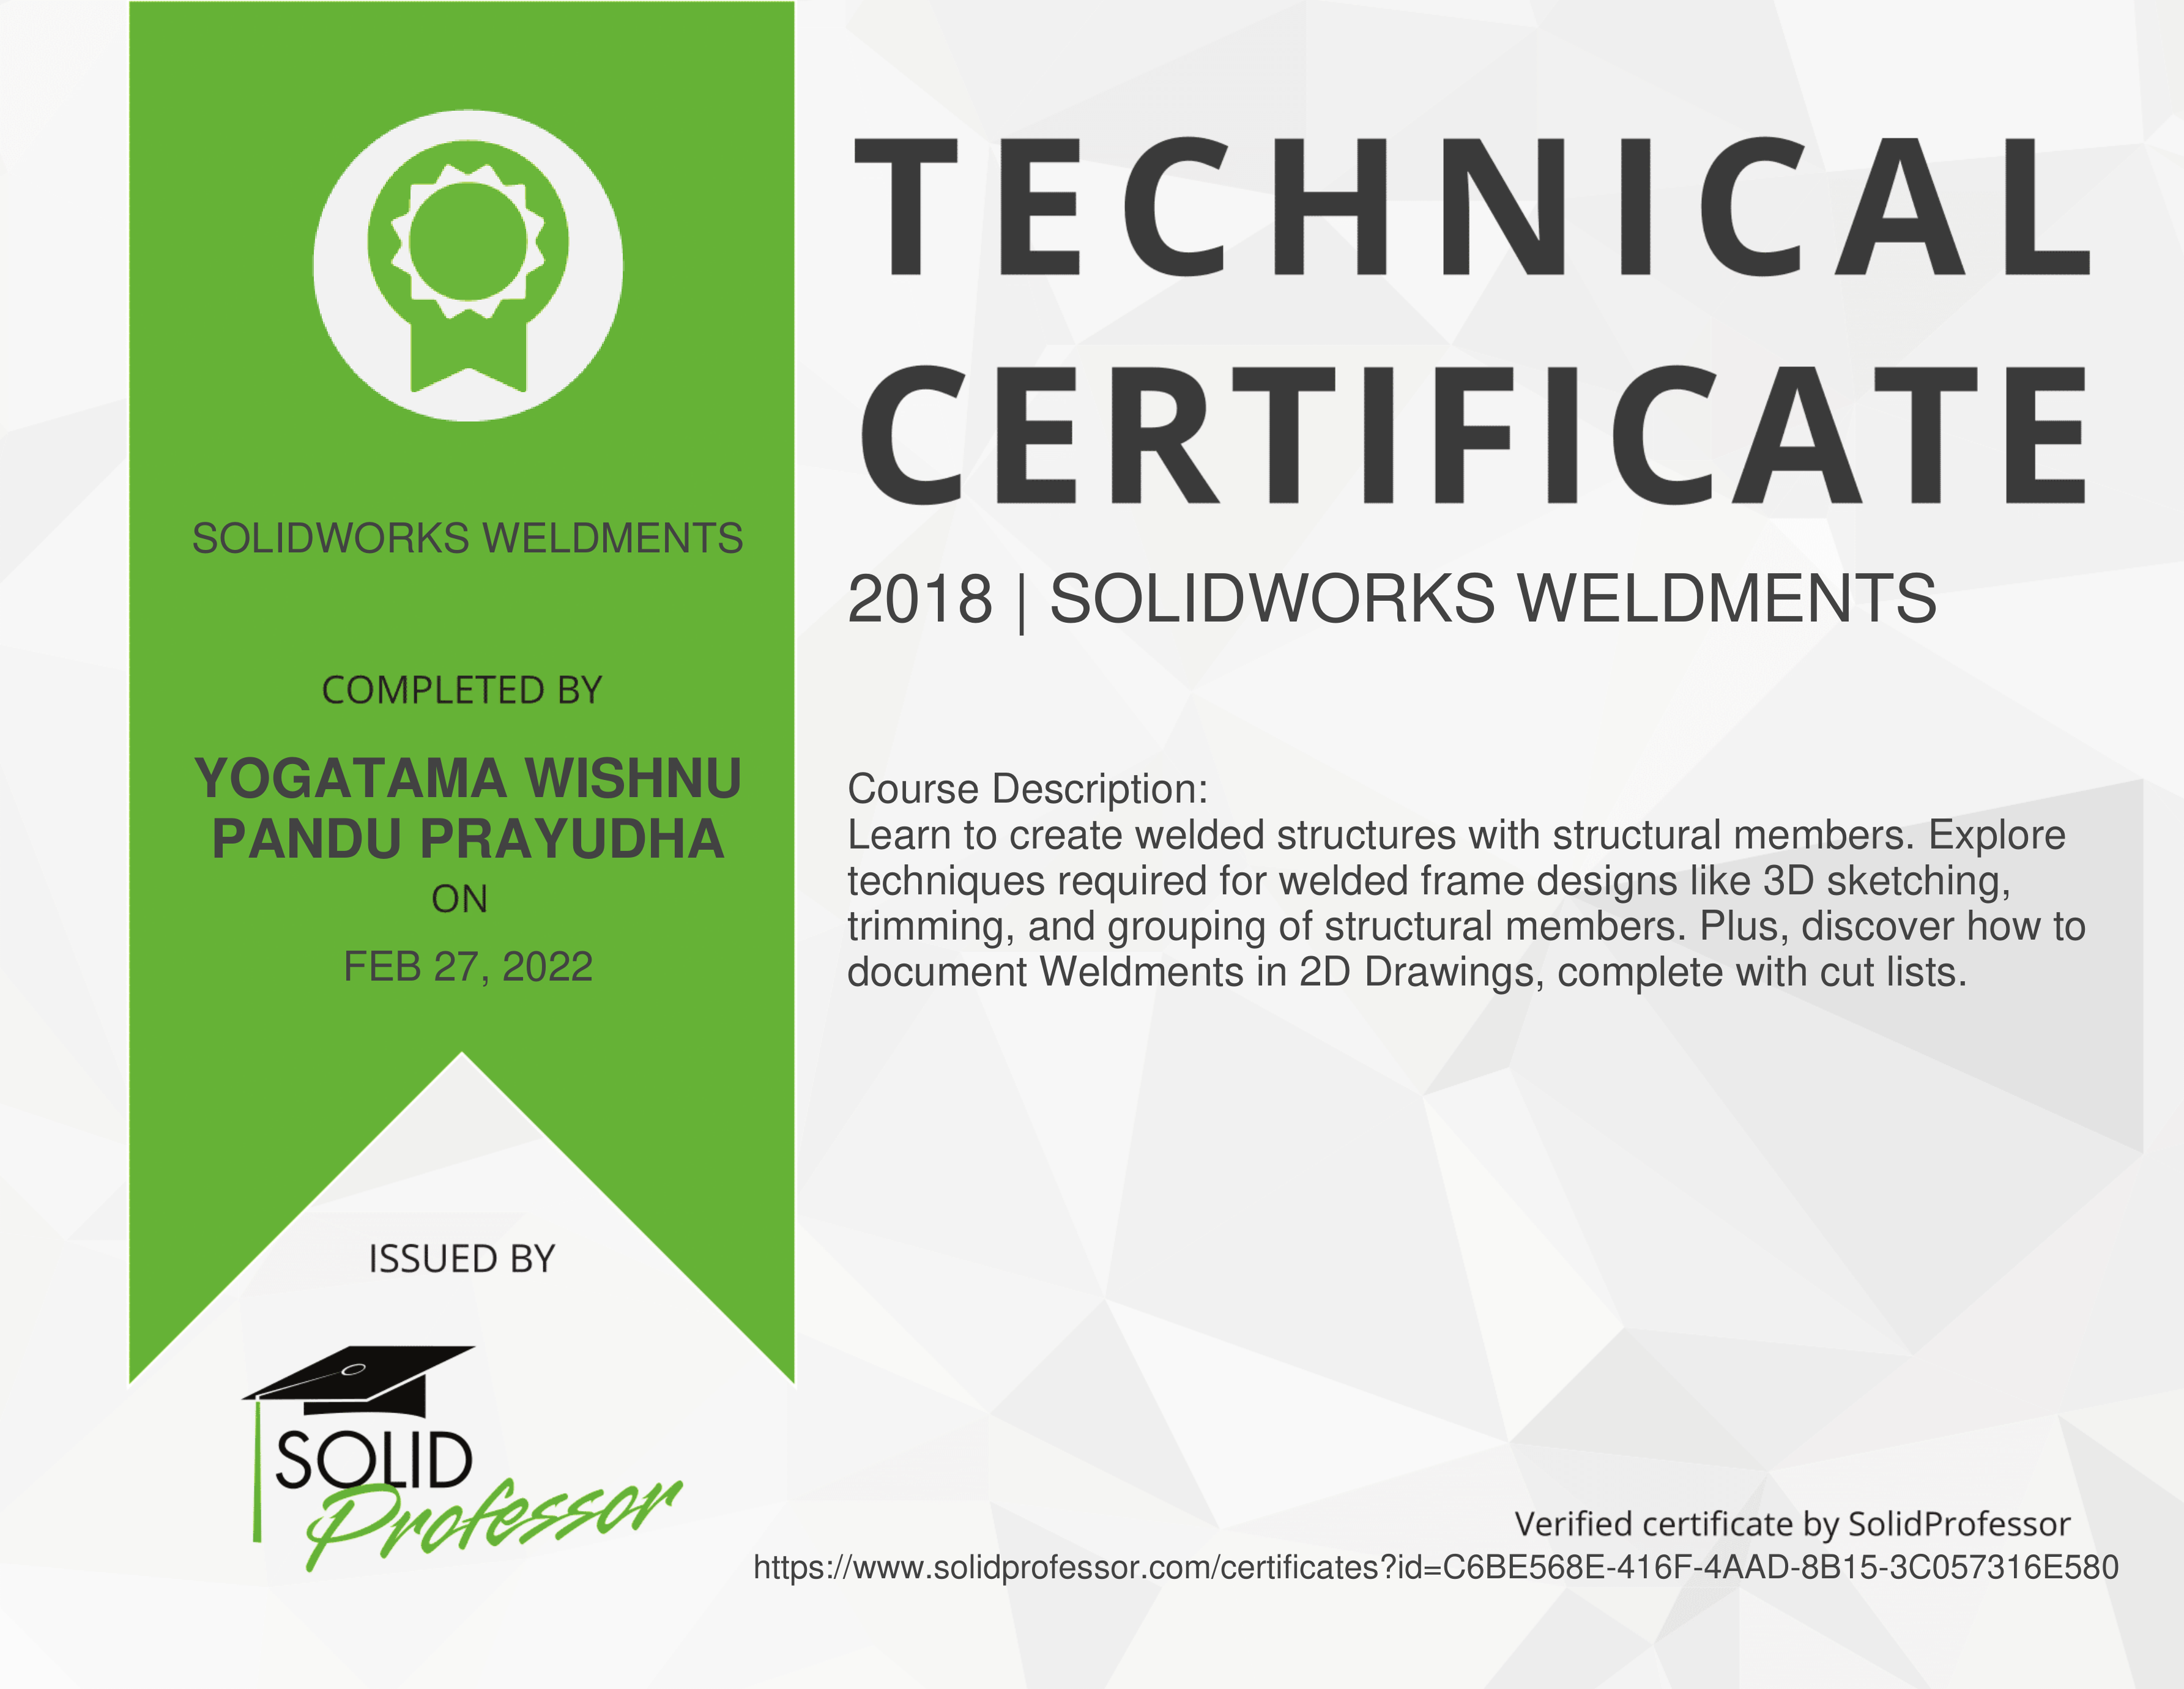 SOLIDWORKS WELDMENTS
COMPLETED BY
YOGATAMA WISHNU
PANDU PRAYUDHA
ON
FEB 27, 2022
ISSUED BY
SOLID
Professor
TECHNICAL
CERTIFICATE
2018 | SOLIDWORKS WELDMENTS
Course Description:
Learn to create welded structures with structural members. Explore
techniques required for welded frame designs like 3D sketching,
trimming, and grouping of structural members. Plus, discover how to
document Weldments in 2D Drawings, complete with cut lists.
Verified certificate by SolidProfessor
https://www.solidprofessor.com/certificates?id=C6BE568E-416F-4AAD-8B15-3C057316E580